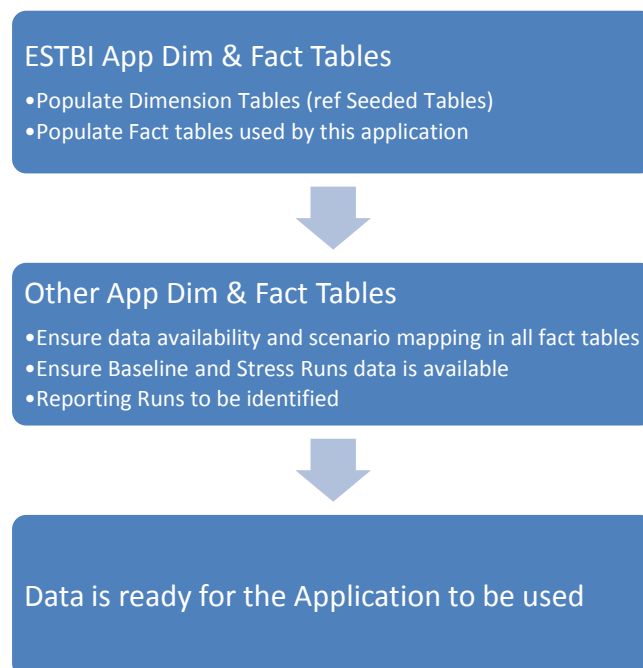 ESTBI App Dim & Fact Tables
•Populate Dimension Tables (ref Seeded Tables)
•Populate Fact tables used by this application
Other App Dim & Fact Tables
•Ensure data availability and scenario mapping in all fact tables
•Ensure Baseline and Stress Runs data is available
•Reporting Runs to be identified
Data is ready for the Application to be used